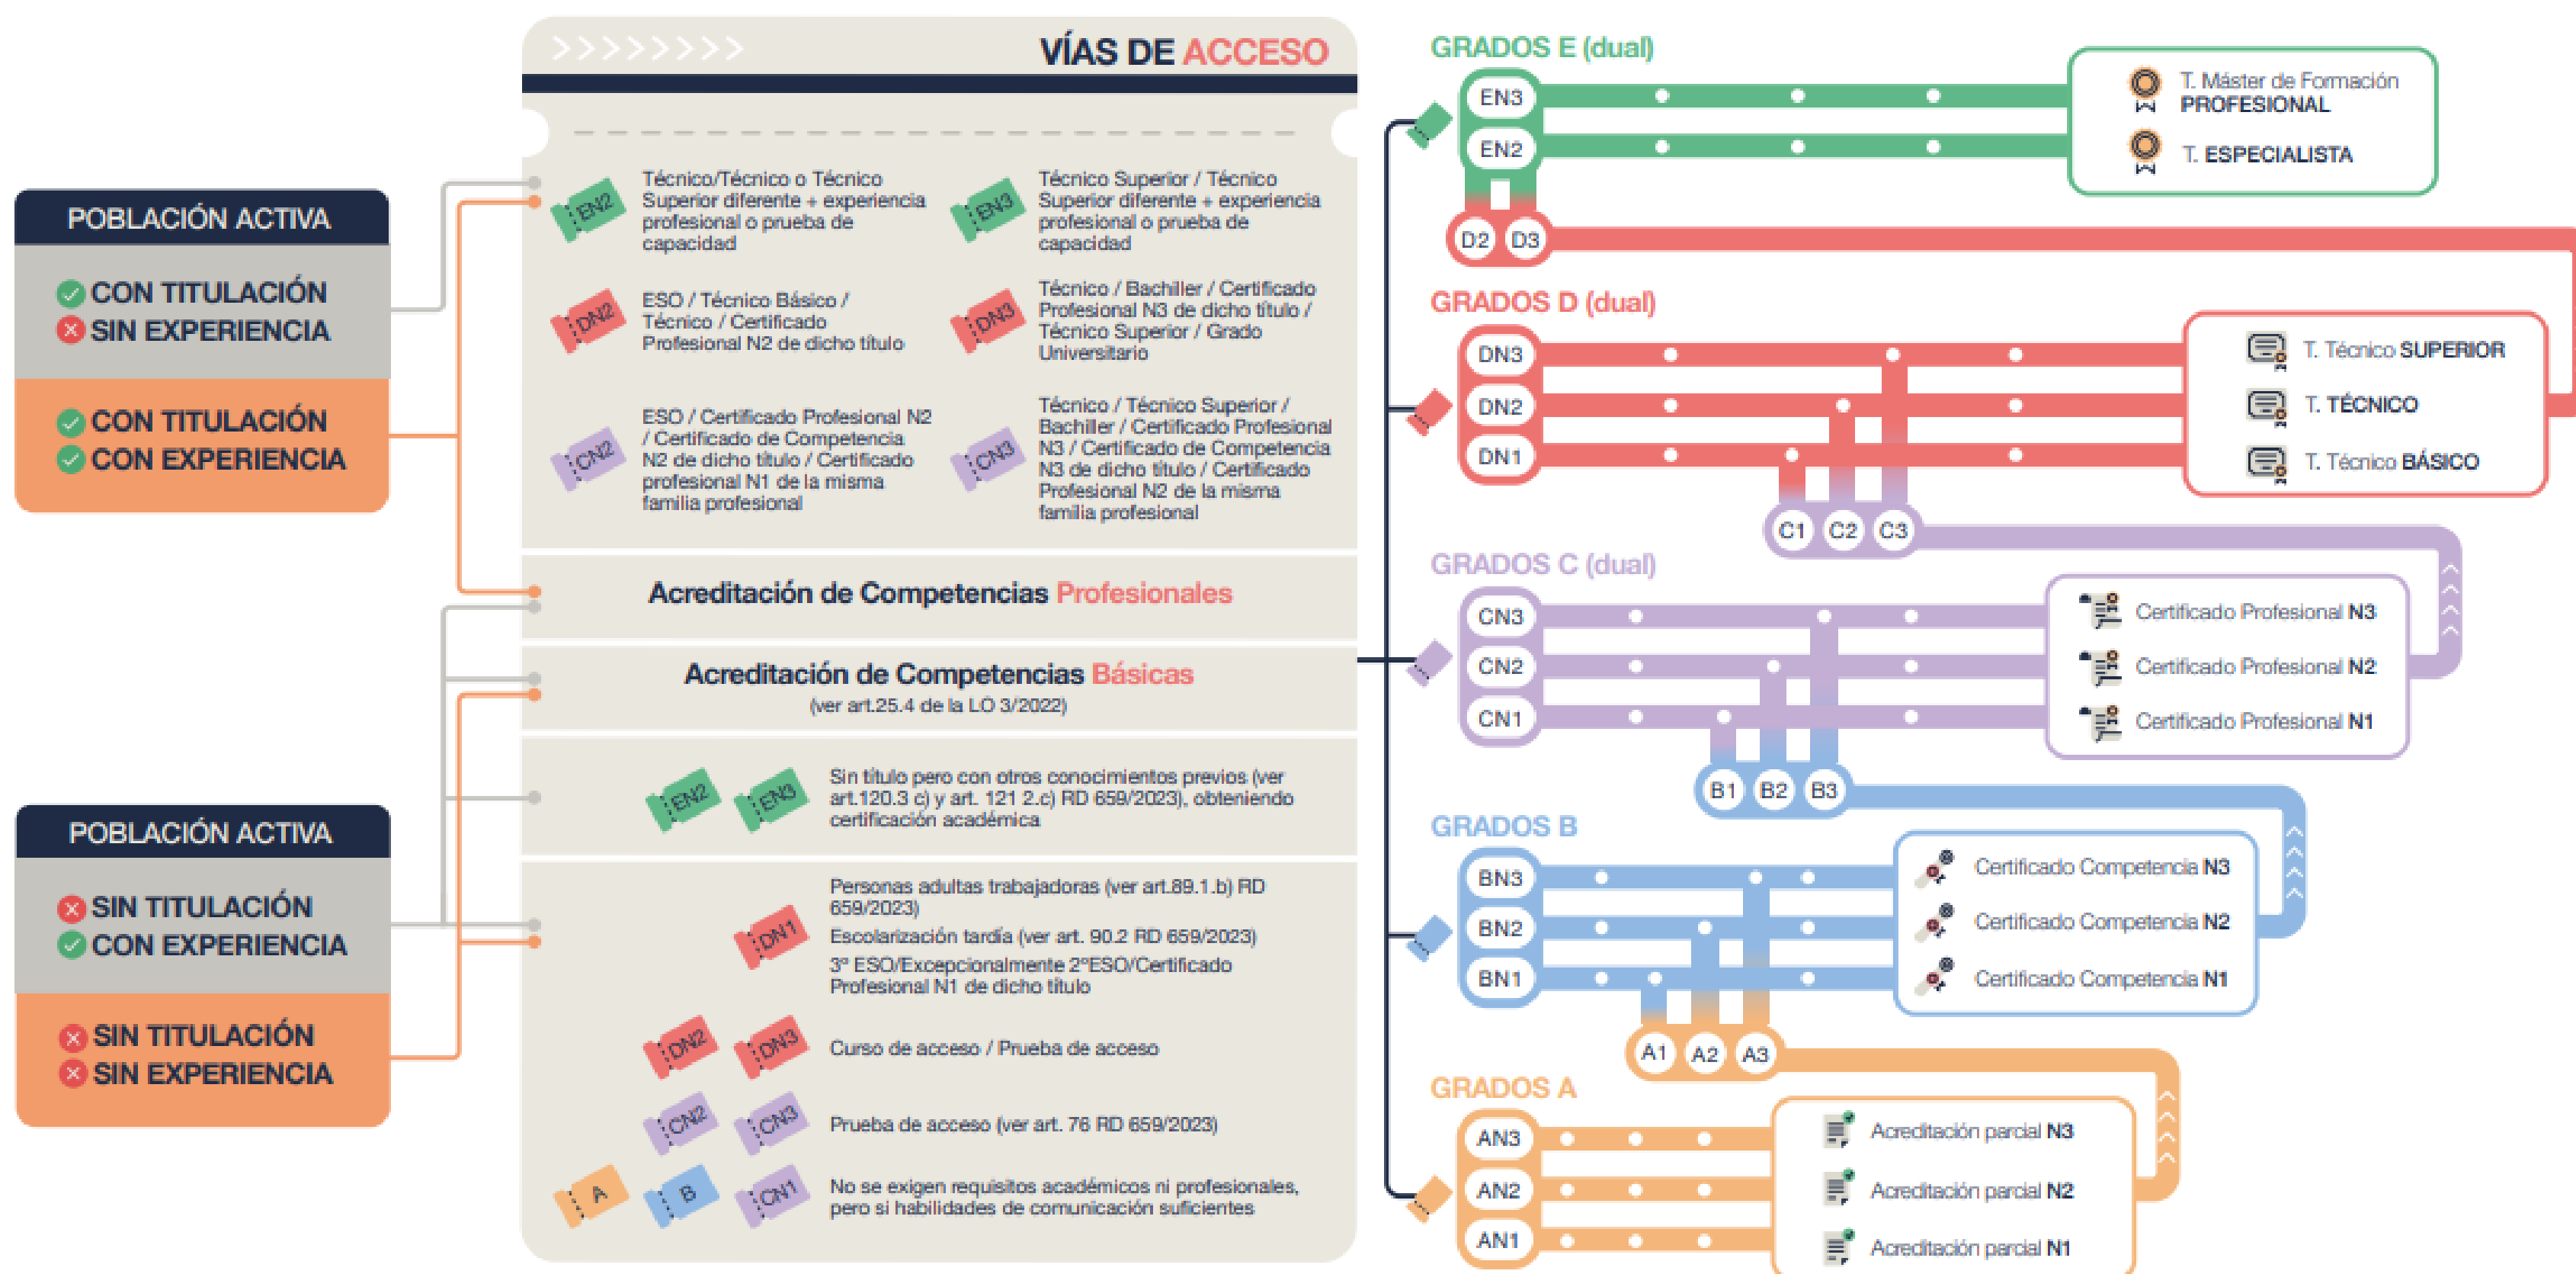 POBLACIÓN ACTIVA
CON TITULACIÓN
SIN EXPERIENCIA
CON TITULACIÓN
CON EXPERIENCIA
POBLACIÓN ACTIVA
SIN TITULACIÓN
CON EXPERIENCIA
SIN TITULACIÓN
SIN EXPERIENCIA
VÍAS DE ACCESO
EN2
Técnico/Técnico o Técnico
Superior diferente + experiencia
profesional o prueba de
capacidad
EN3
Técnico Superior / Técnico
Superior diferente + experiencia
profesional o prueba de
capacidad
DN2
ESO / Técnico Básico /
Técnico / Certificado
Profesional N2 de dicho título
DN3
Técnico / Bachiller / Certificado
Profesional N3 de dicho título /
Técnico Superior / Grado
Universitario
CN2
ESO / Certificado Profesional N2
/ Certificado de Competencia
N2 de dicho título / Certificado
profesional N1 de la misma
familia profesional
CN3
Técnico / Técnico Superior /
Bachiller / Certificado Profesional
N3 / Certificado de Competencia
N3 de dicho título / Certificado
Profesional N2 de la misma
familia profesional
Acreditación de Competencias Profesionales
Acreditación de Competencias Básicas
(ver art.25.4 de la LO 3/2022)
EN2 EN3
Sin título pero con otros conocimientos previos (ver
art.120.3 c) y art. 121 2.c) RD 659/2023), obteniendo
certificación académica
DN1
Personas adultas trabajadoras (ver art.89.1.b) RD
659/2023)
Escolarización tardía (ver art. 90.2 RD 659/2023)
3º ESO/Excepcionalmente 2ºESO/Certificado
Profesional N1 de dicho título
DN2 DN3
Curso de acceso / Prueba de acceso
CN2 CN3
Prueba de acceso (ver art. 76 RD 659/2023)
A B CN1
No se exigen requisitos académicos ni profesionales,
pero si habilidades de comunicación suficientes
GRADOS E (dual)
EN3
EN2
T. Máster de Formación
PROFESIONAL
T. ESPECIALISTA
D2 D3
GRADOS D (dual)
DN3
DN2
DN1
T. Técnico SUPERIOR
T. TÉCNICO
T. Técnico BÁSICO
C1 C2 C3
GRADOS C (dual)
CN3
CN2
CN1
Certificado Profesional N3
Certificado Profesional N2
Certificado Profesional N1
B1 B2 B3
GRADOS B
BN3
BN2
BN1
Certificado Competencia N3
Certificado Competencia N2
Certificado Competencia N1
A1 A2 A3
GRADOS A
AN3
AN2
AN1
Acreditación parcial N3
Acreditación parcial N2
Acreditación parcial N1